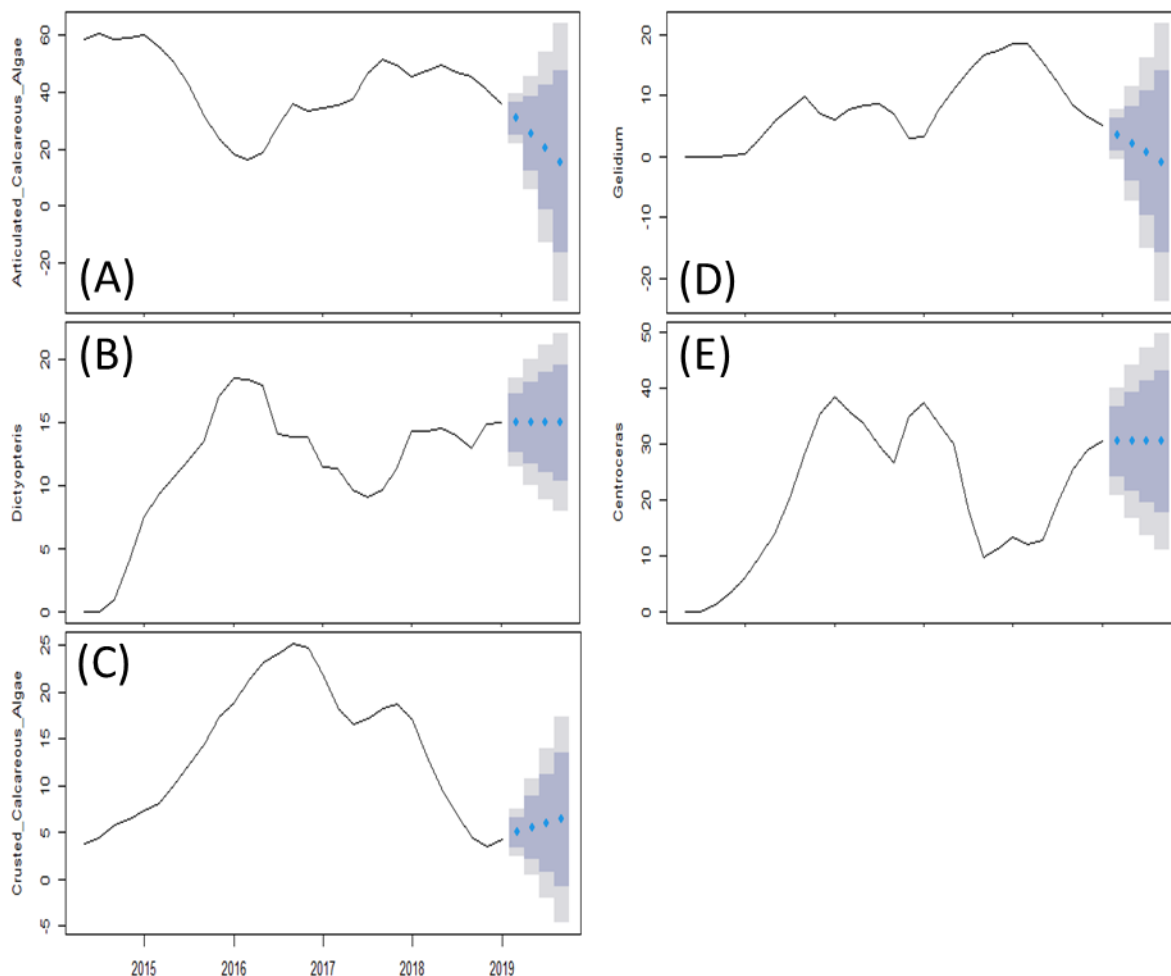 Articulated_Calcareous_Algae
60
40
20
0
-20
(A)
Dictyopteris
20
15
10
5
0
(B)
Crusted_Calcareous_Algae
25
20
15
10
5
0
-5
(C)
2015 2016 2017 2018 2019
Gelidium
20
10
0
-10
-20
(D)
Centroceras
50
40
30
20
10
0
(E)